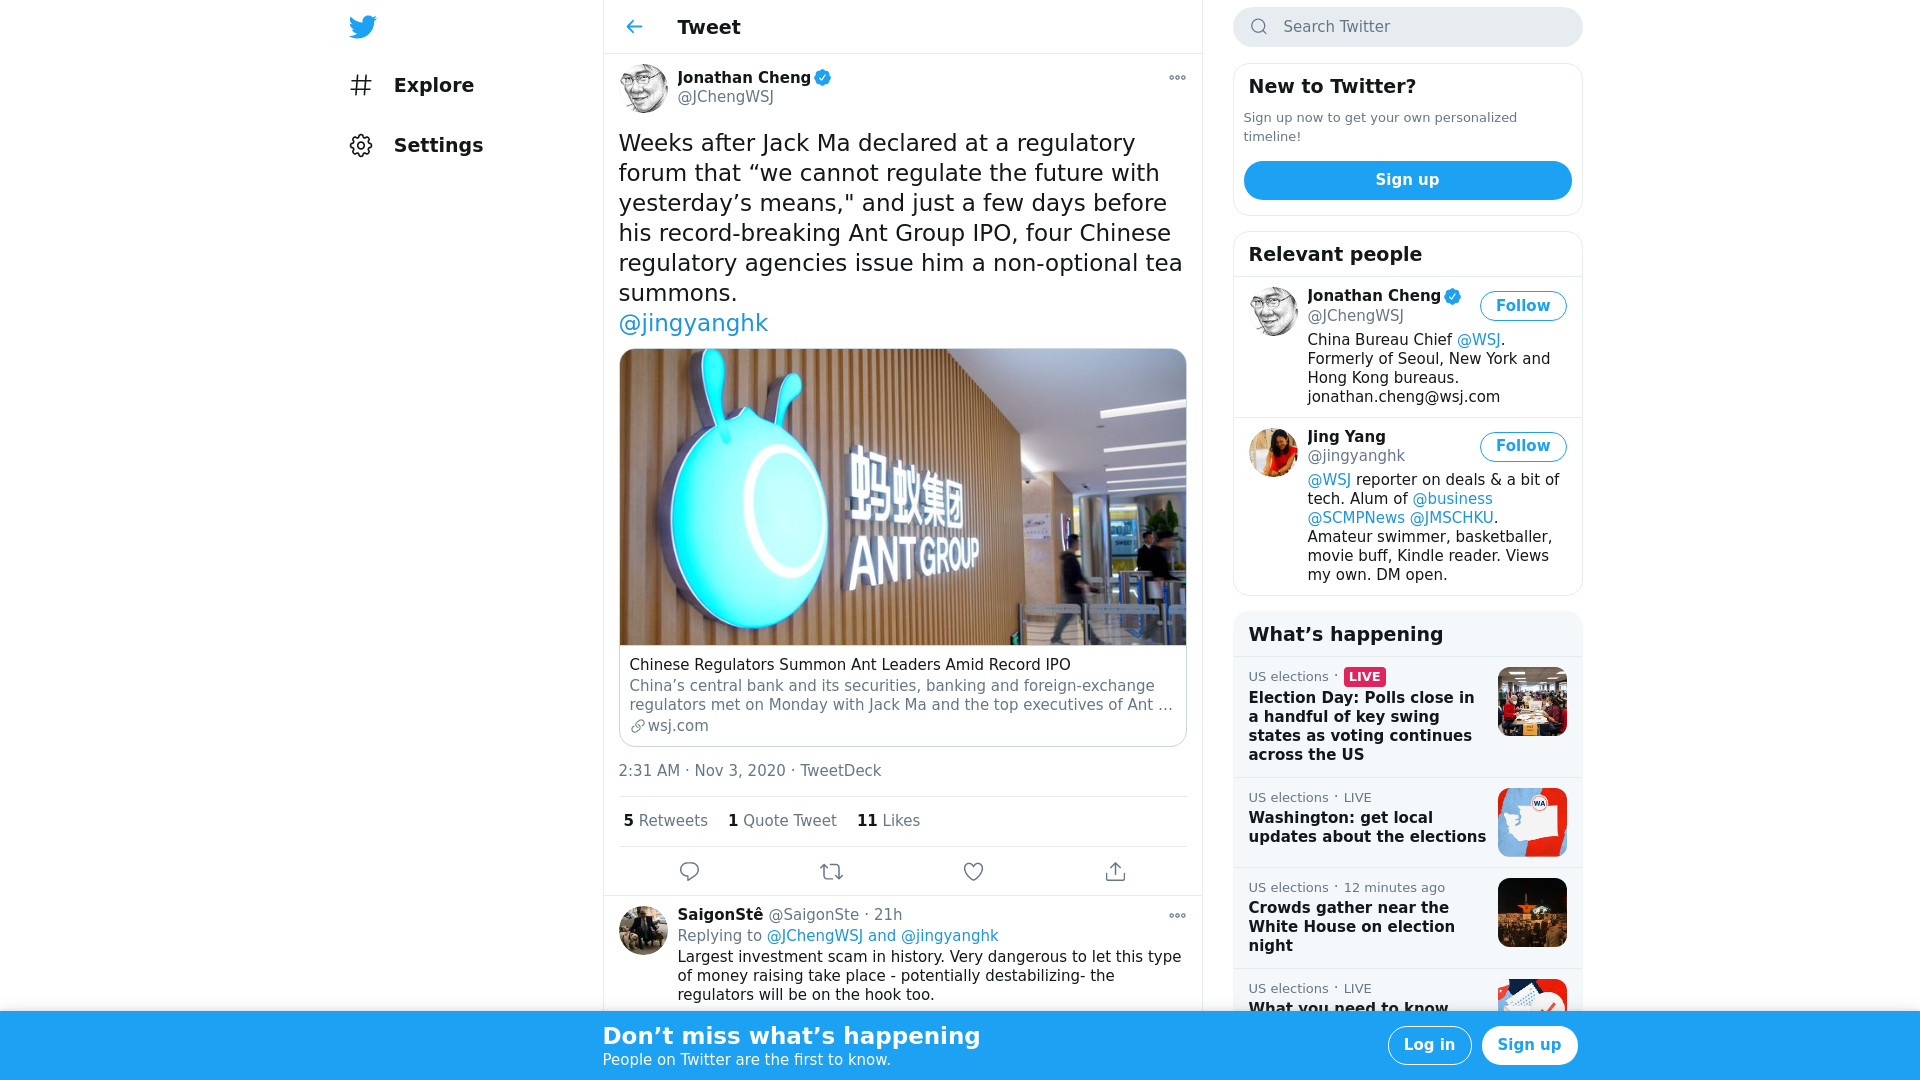 Explore
Settings
Tweet
Jonathan Cheng
@JChengWSJ
Weeks after Jack Ma declared at a regulatory
forum that “we cannot regulate the future with
yesterday’s means," and just a few days before
his record-breaking Ant Group IPO, four Chinese
regulatory agencies issue him a non-optional tea
summons.
@jingyanghk
蚂蚁集团
ANT GROUP
Chinese Regulators Summon Ant Leaders Amid Record IPO
China’s central bank and its securities, banking and foreign-exchange
regulators met on Monday with Jack Ma and the top executives of Ant …
wsj.com
2:31 AM · Nov 3, 2020 · TweetDeck
5 Retweets 1 Quote Tweet 11 Likes
SaigonStê @SaigonSte · 21h
Replying to @JChengWSJ and @jingyanghk
Largest investment scam in history. Very dangerous to let this type
of money raising take place - potentially destabilizing- the
regulators will be on the hook too.
Search Twitter
New to Twitter?
Sign up now to get your own personalized
timeline!
Sign up
Relevant people
Jonathan Cheng
@JChengWSJ
Follow
China Bureau Chief @WSJ.
Formerly of Seoul, New York and
Hong Kong bureaus.
jonathan.cheng@wsj.com
Jing Yang
@jingyanghk
Follow
@WSJ reporter on deals & a bit of
tech. Alum of @business
@SCMPNews @JMSCHKU.
Amateur swimmer, basketballer,
movie buff, Kindle reader. Views
my own. DM open.
What’s happening
US elections · LIVE
Election Day: Polls close in
a handful of key swing
states as voting continues
across the US
US elections · LIVE
Washington: get local
updates about the elections
WA
US elections · 12 minutes ago
Crowds gather near the
White House on election
night
US elections · LIVE
What you need to know
Don’t miss what’s happening
People on Twitter are the first to know.
Log in
Sign up